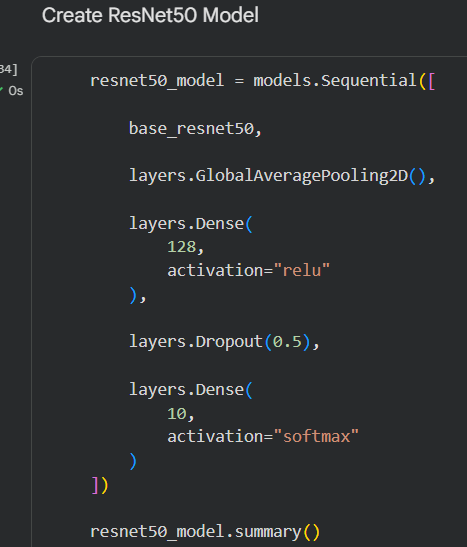 Create ResNet50 Model
34]
0s
resnet50_model = models.Sequential([
base_resnet50,
layers.GlobalAveragePooling2D(),
layers.Dense(
128,
activation="relu"
),
layers.Dropout(0.5),
layers.Dense(
10,
activation="softmax"
)
])
resnet50_model.summary()